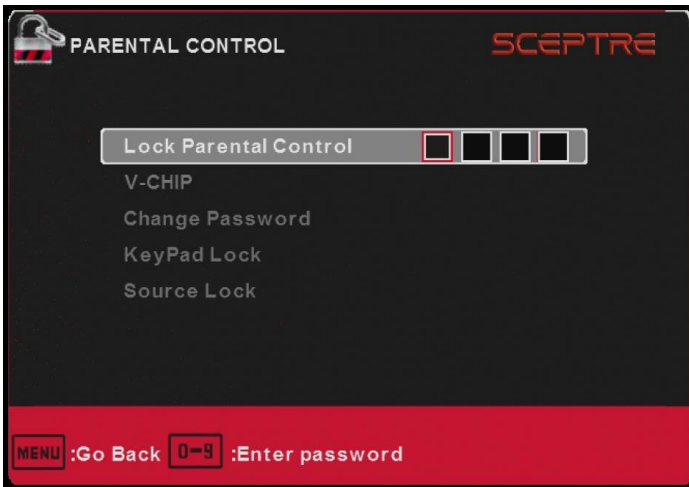 PARENTAL CONTROL SCEPTRE
Lock Parental Control
V-CHIP
Change Password
KeyPad Lock
Source Lock
MENU :Go Back 0-9 :Enter password